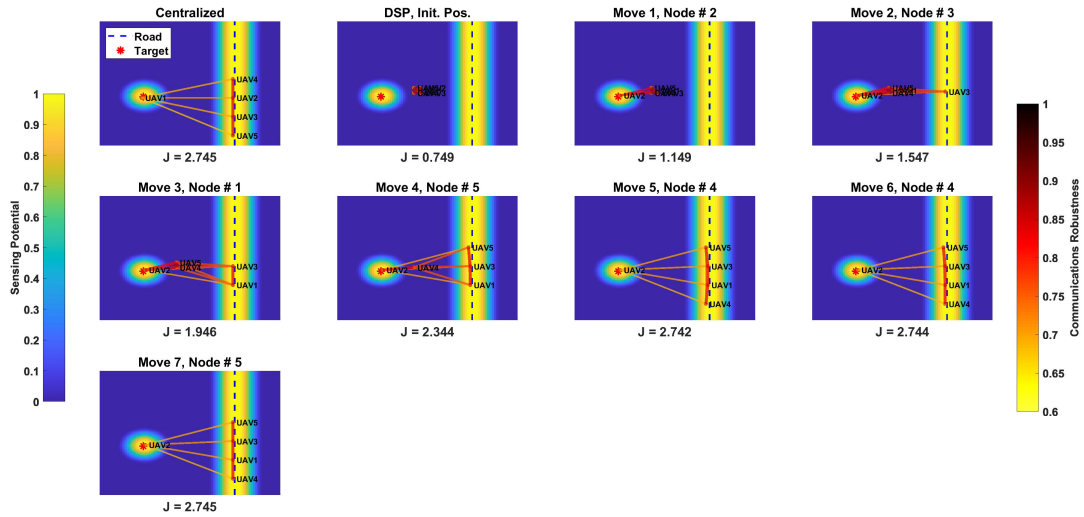 Centralized
DSP, Init. Pos.
Move 1, Node # 2
Move 2, Node # 3
Road
Target
UAV4
UAV1
UAV2
UAV3
UAV5
UAV2
UAV2
UAV4
UAV3
J = 2.745
J = 0.749
J = 1.149
J = 1.547
Move 3, Node # 1
Move 4, Node # 5
Move 5, Node # 4
Move 6, Node # 4
UAV5
UAV2
UAV4
UAV3
UAV1
UAV5
UAV2
UAV4
UAV3
UAV1
UAV5
UAV2
UAV3
UAV1
UAV4
UAV5
UAV2
UAV3
UAV1
UAV4
J = 1.946
J = 2.344
J = 2.742
J = 2.744
Move 7, Node # 5
UAV5
UAV3
UAV2
UAV1
UAV4
J = 2.745
Sensing Potential
1
0.9
0.8
0.7
0.6
0.5
0.4
0.3
0.2
0.1
0
Communications Robustness
1
0.95
0.9
0.85
0.8
0.75
0.7
0.65
0.6